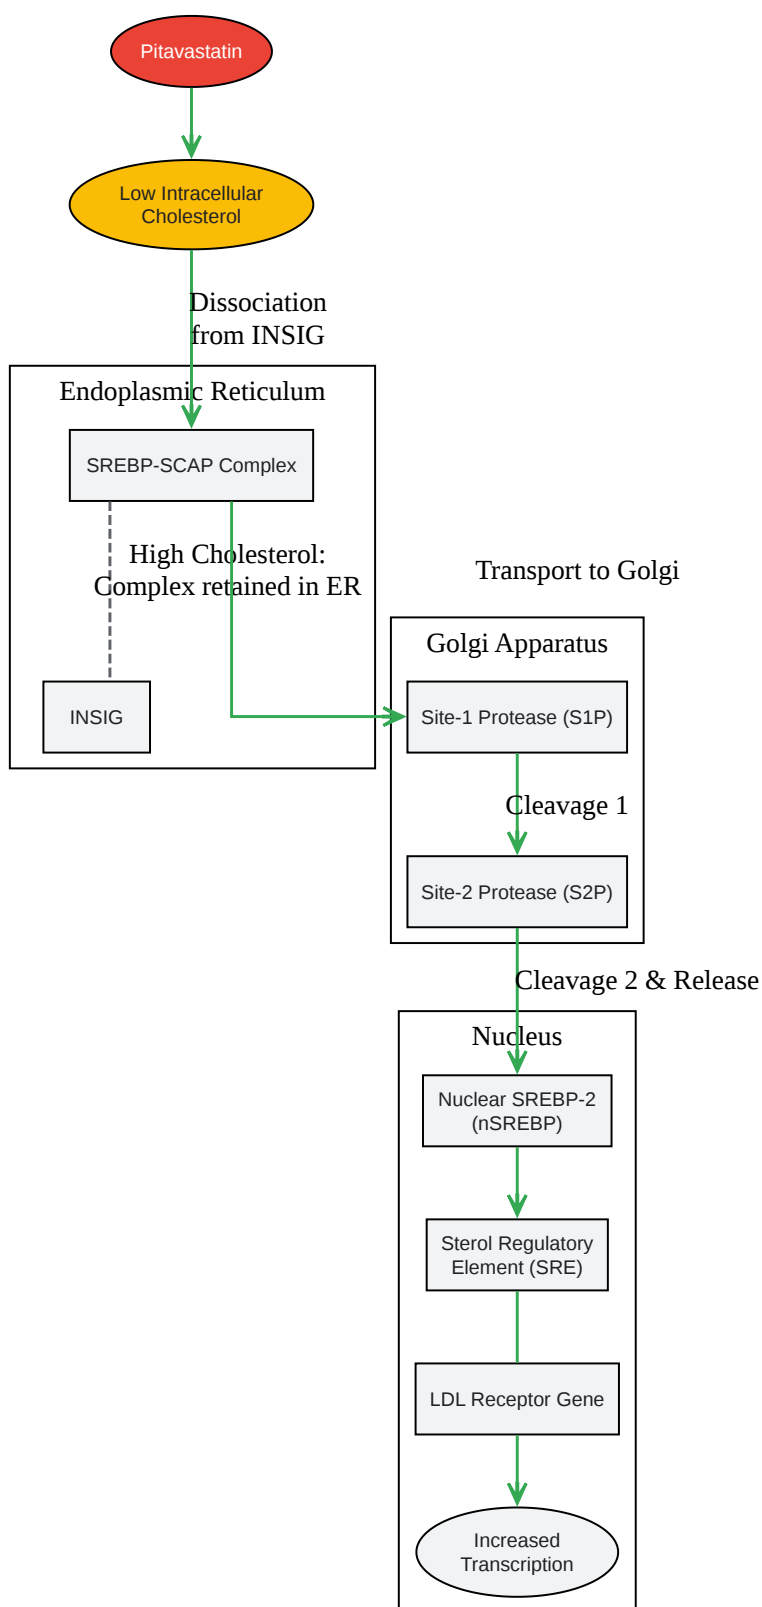 Pitavastatin
Low Intracellular
Cholesterol
Dissociation
from INSIG
Endoplasmic Reticulum
SREBP-SCAP Complex
High Cholesterol:
Complex retained in ER
Transport to Golgi
Golgi Apparatus
INSIG
Site-1 Protease (S1P)
Cleavage 1
Site-2 Protease (S2P)
Cleavage 2 & Release
Nucleus
Nuclear SREBP-2
(nSREBP)
Sterol Regulatory
Element (SRE)
LDL Receptor Gene
Increased
Transcription